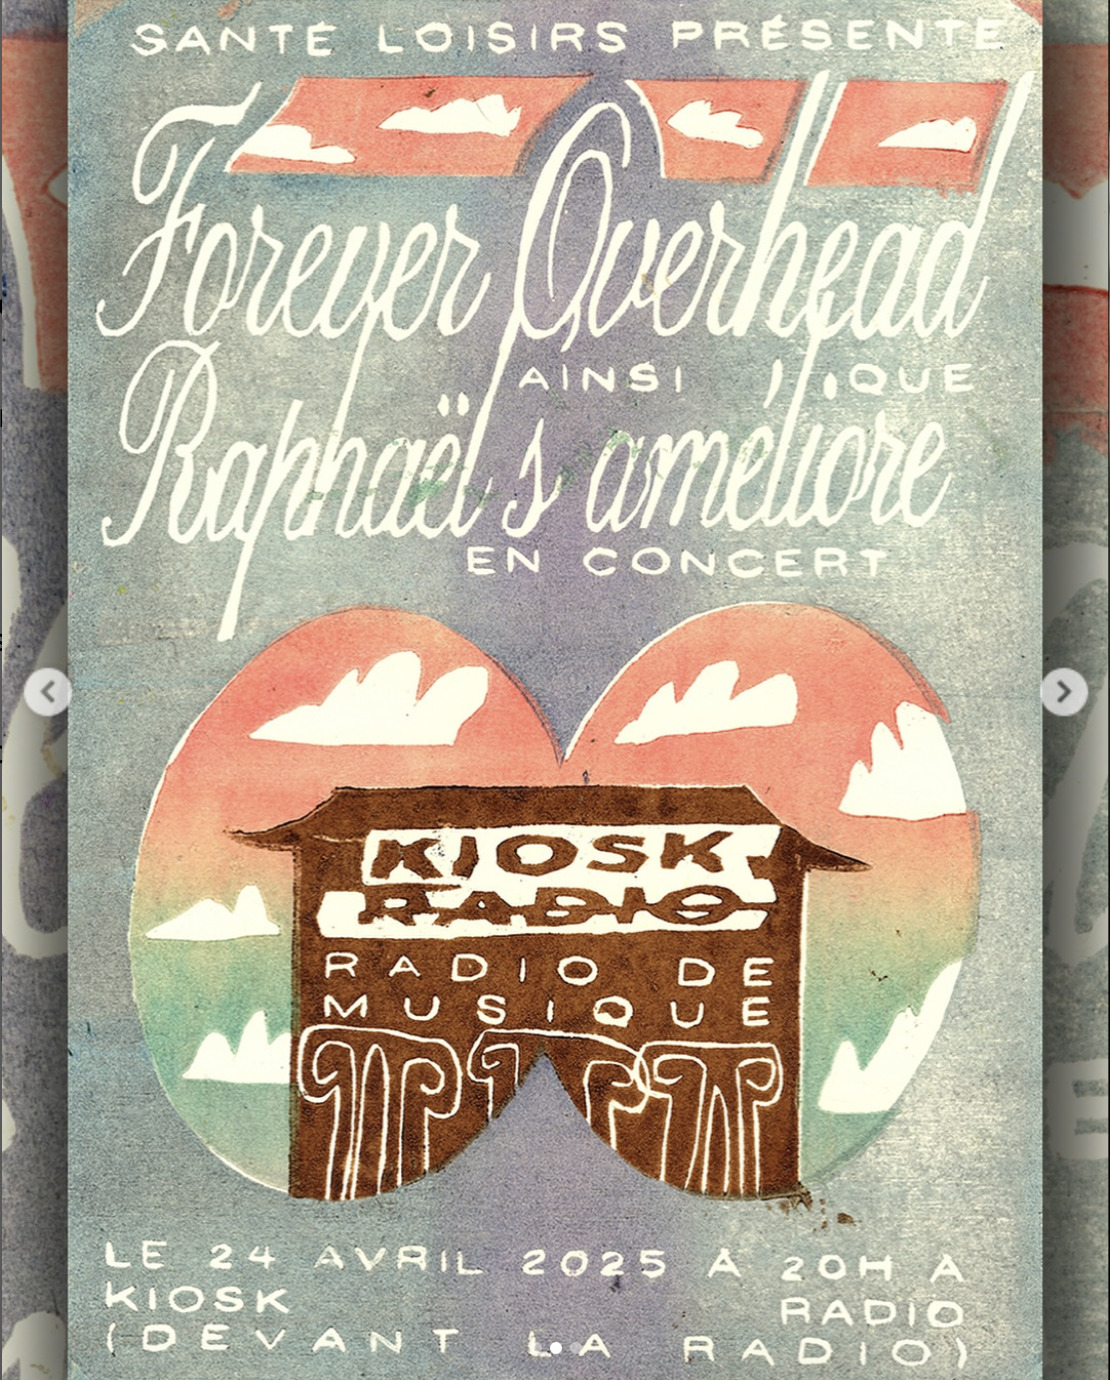 SANTÉ LOISIRS PRÉSENTE
Forever Overhead
AINSI QUE
Raphaël s'améliore
EN CONCERT
KIOSK
RADIO
RADIO DE
MUSIQUE
LE 24 AVRIL 2025 À 20H A
KIOSK RADIO
(DEVANT LA RADIO)